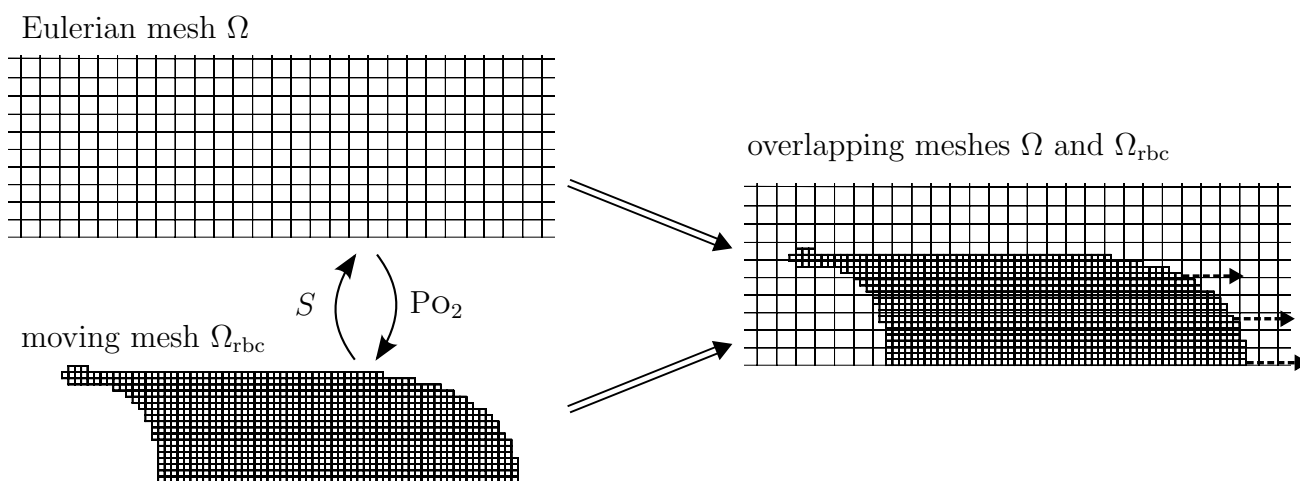 Eulerian mesh Ω
overlapping meshes Ω and Ω_rbc
S
PO₂
moving mesh Ω_rbc